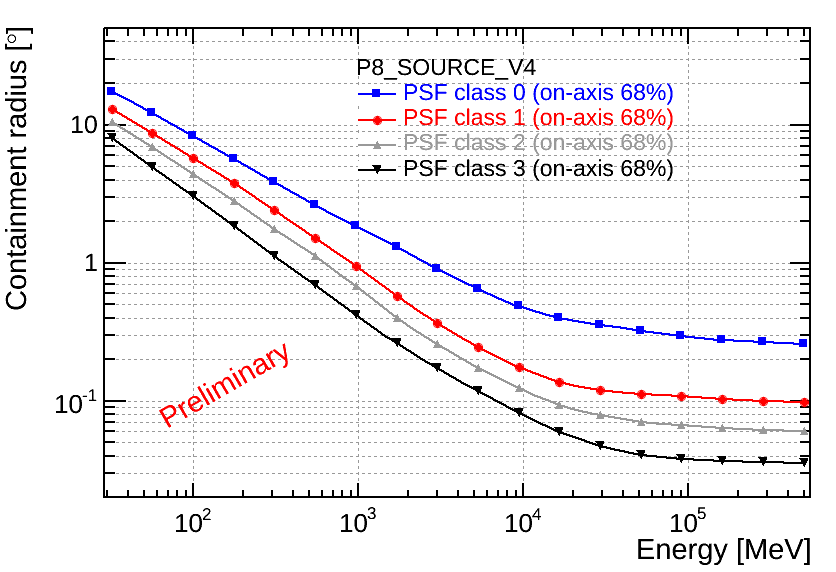 Containment radius [°]
P8_SOURCE_V4
PSF class 0 (on-axis 68%)
PSF class 1 (on-axis 68%)
PSF class 2 (on-axis 68%)
PSF class 3 (on-axis 68%)
10
1
10⁻¹
Preliminary
10² 10³ 10⁴ 10⁵
Energy [MeV]